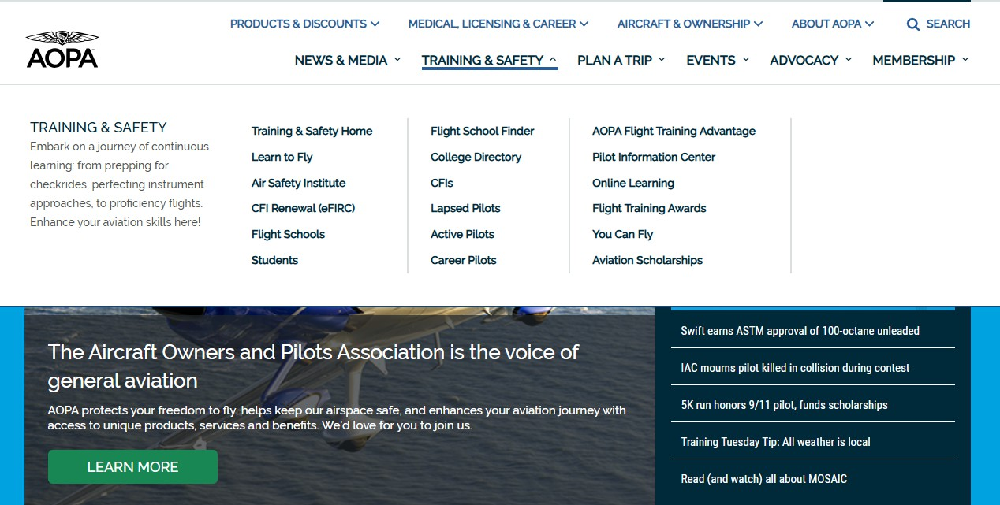 PRODUCTS & DISCOUNTS
MEDICAL, LICENSING & CAREER
AIRCRAFT & OWNERSHIP
ABOUT AOPA
SEARCH
AOPA
NEWS & MEDIA
TRAINING & SAFETY
PLAN A TRIP
EVENTS
ADVOCACY
MEMBERSHIP
TRAINING & SAFETY
Embark on a journey of continuous
learning: from prepping for
checkrides, perfecting instrument
approaches, to proficiency flights.
Enhance your aviation skills here!
Training & Safety Home
Learn to Fly
Air Safety Institute
CFI Renewal (eFIRC)
Flight Schools
Students
Flight School Finder
College Directory
CFIs
Lapsed Pilots
Active Pilots
Career Pilots
AOPA Flight Training Advantage
Pilot Information Center
Online Learning
Flight Training Awards
You Can Fly
Aviation Scholarships
The Aircraft Owners and Pilots Association is the voice of
general aviation
AOPA protects your freedom to fly, helps keep our airspace safe, and enhances your aviation journey with
access to unique products, services and benefits. We'd love for you to join us.
LEARN MORE
Swift earns ASTM approval of 100-octane unleaded
IAC mourns pilot killed in collision during contest
5K run honors 9/11 pilot, funds scholarships
Training Tuesday Tip: All weather is local
Read (and watch) all about MOSAIC